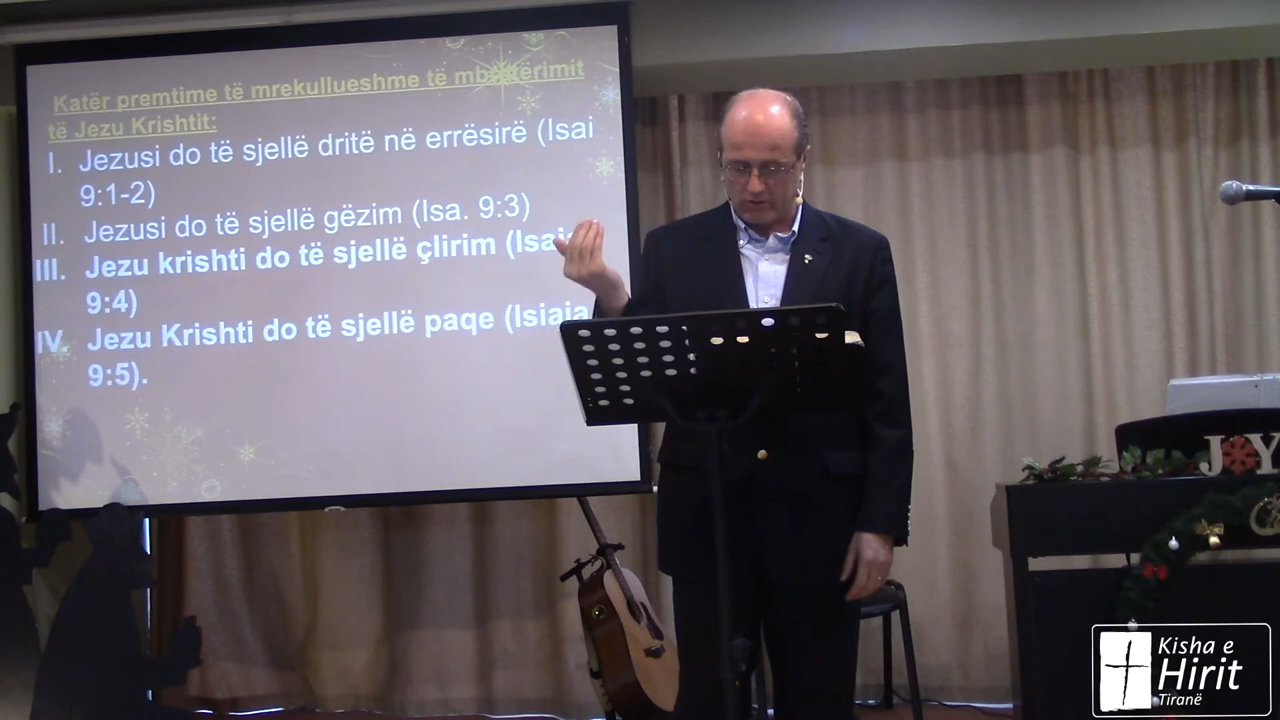 Katër premtime të mrekullueshme të
të Jezu Krishtit:
I. Jezusi do të sjellë dritë në errësirë (Isai
9:1-2)
II. Jezusi do të sjellë gëzim (Isa. 9:3)
III. Jezu krishti do të sjellë çlirim (Isaia
9:4)
IV. Jezu Krishti do të sjellë paqe (Isiaia
9:5).
JOY
Kisha e
Hirit
Tiranë